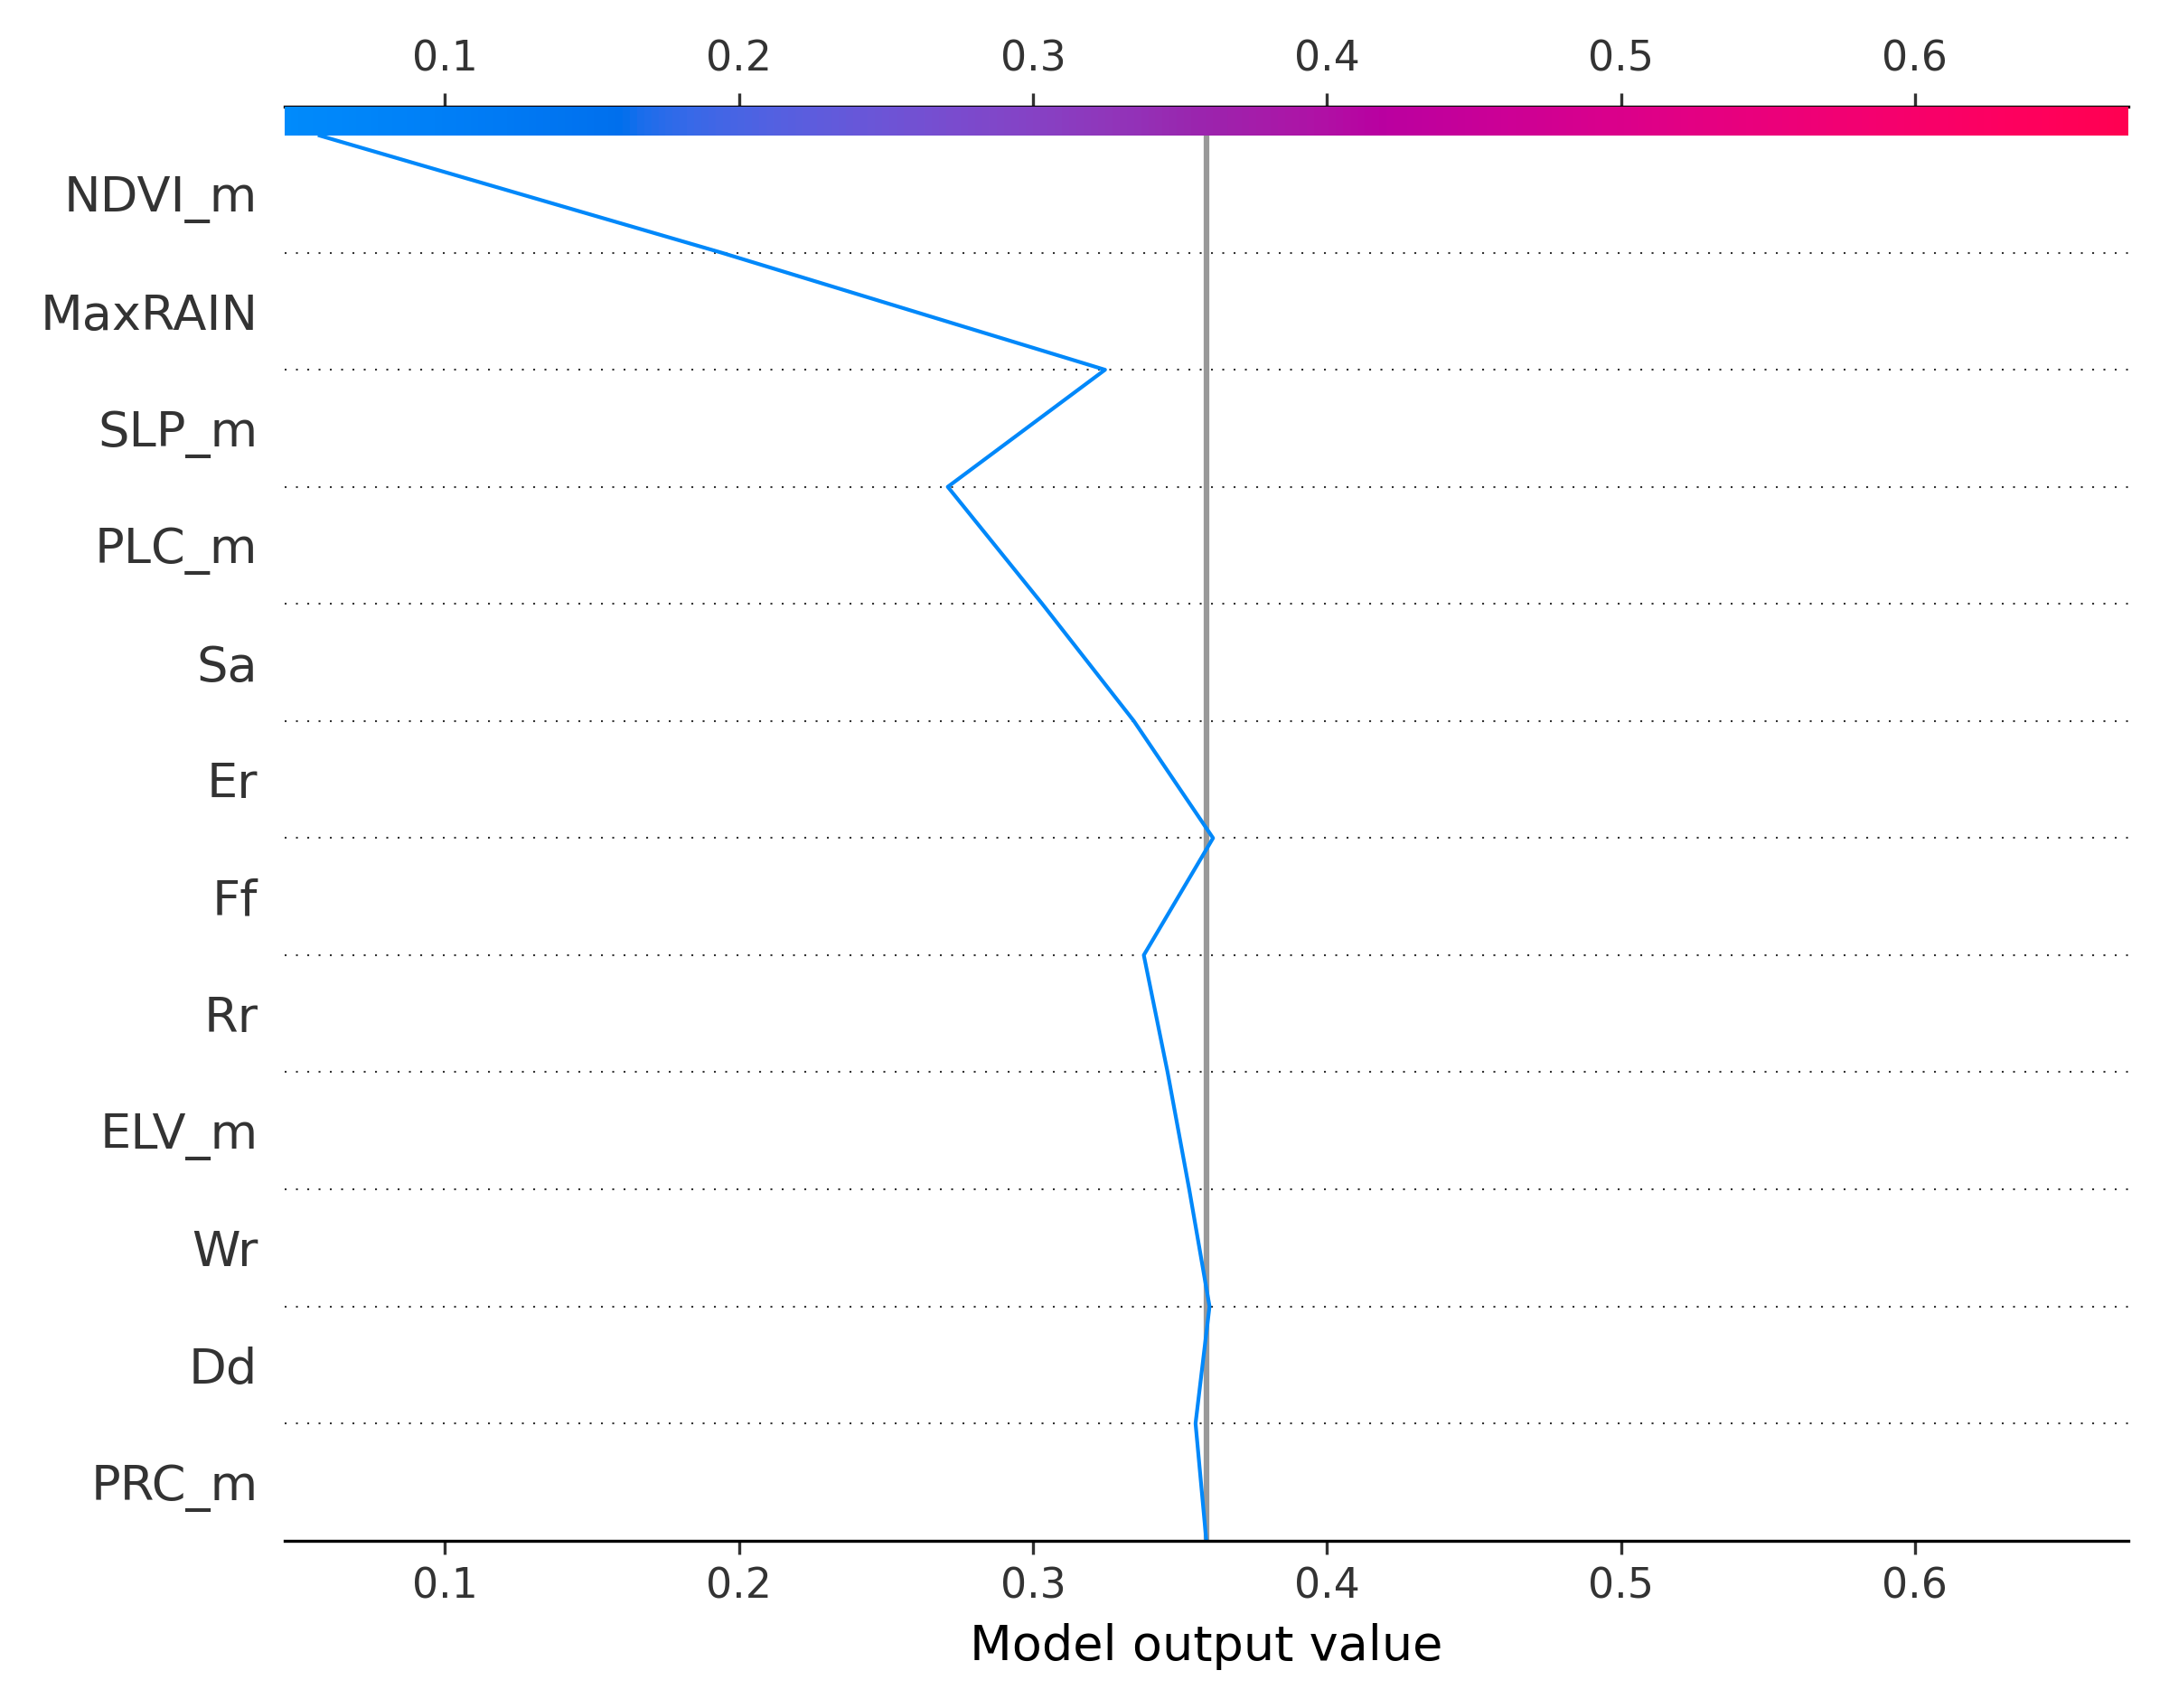 0.1 0.2 0.3 0.4 0.5 0.6
NDVI_m
MaxRAIN
SLP_m
PLC_m
Sa
Er
Ff
Rr
ELV_m
Wr
Dd
PRC_m
0.1 0.2 0.3 0.4 0.5 0.6
Model output value